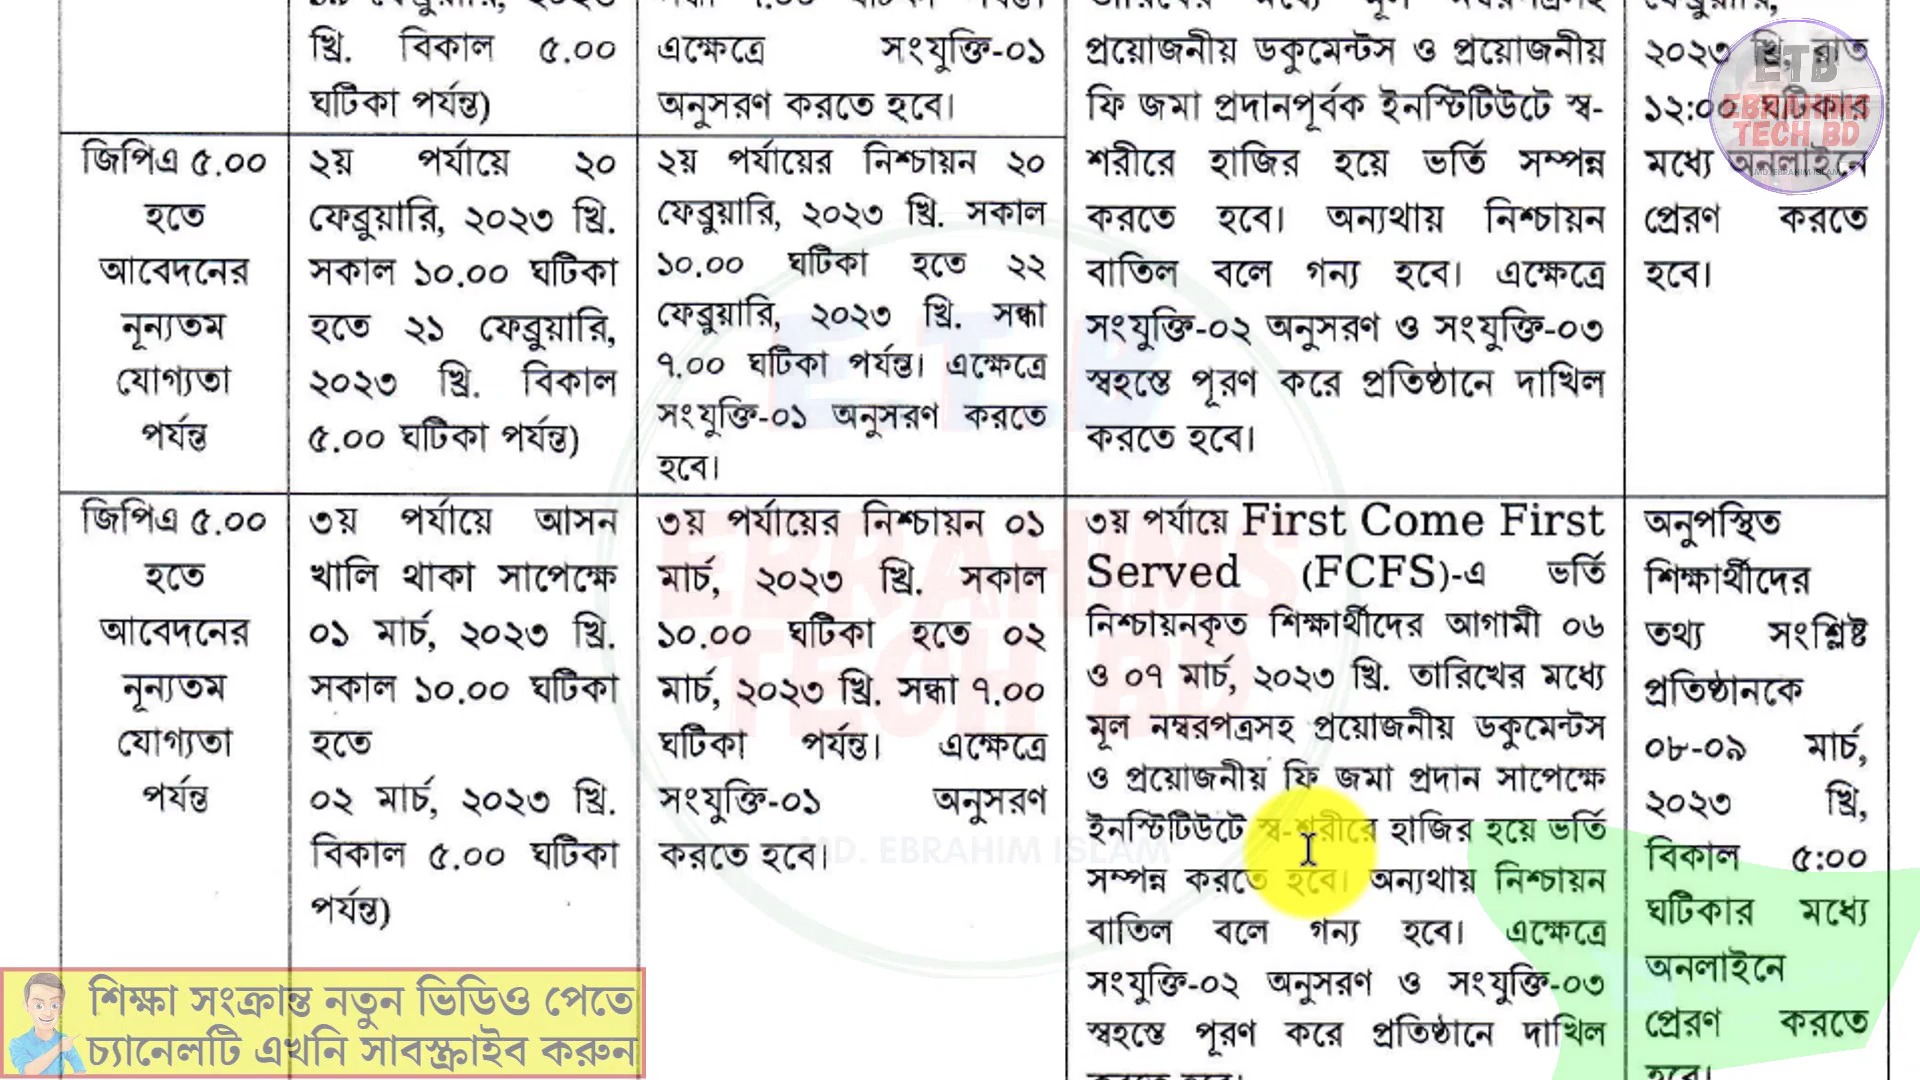 খ্রি. বিকাল ৫.০০
ঘটিকা পর্যন্ত)
এক্ষেত্রে সংযুক্তি-০১
অনুসরণ করতে হবে।
প্রয়োজনীয় ডকুমেন্টস ও প্রয়োজনীয়
ফি জমা প্রদানপূর্বক ইনস্টিটিউটে স্ব-
শরীরে হাজির হয়ে ভর্তি সম্পন্ন
করতে হবে। অন্যথায় নিশ্চায়ন
বাতিল বলে গন্য হবে। এক্ষেত্রে
সংযুক্তি-০২ অনুসরণ ও সংযুক্তি-০৩
স্বহস্তে পূরণ করে প্রতিষ্ঠানে দাখিল
করতে হবে।
২০২৩ খ্রি, রাত
১২:০০ ঘটিকার
মধ্যে অনলাইনে
প্রেরণ করতে
হবে।
জিপিএ ৫.০০
হতে
আবেদনের
নূন্যতম
যোগ্যতা
পর্যন্ত
২য় পর্যায়ে ২০
ফেব্রুয়ারি, ২০২৩ খ্রি.
সকাল ১০.০০ ঘটিকা
হতে ২১ ফেব্রুয়ারি,
২০২৩ খ্রি. বিকাল
৫.০০ ঘটিকা পর্যন্ত)
২য় পর্যায়ের নিশ্চায়ন ২০
ফেব্রুয়ারি, ২০২৩ খ্রি. সকাল
১০.০০ ঘটিকা হতে ২২
ফেব্রুয়ারি, ২০২৩ খ্রি. সন্ধা
৭.০০ ঘটিকা পর্যন্ত। এক্ষেত্রে
সংযুক্তি-০১ অনুসরণ করতে
হবে।
জিপিএ ৫.০০
হতে
আবেদনের
নূন্যতম
যোগ্যতা
পর্যন্ত
৩য় পর্যায়ে আসন
খালি থাকা সাপেক্ষে
০১ মার্চ, ২০২৩ খ্রি.
সকাল ১০.০০ ঘটিকা
হতে
০২ মার্চ, ২০২৩ খ্রি.
বিকাল ৫.০০ ঘটিকা
পর্যন্ত)
৩য় পর্যায়ের নিশ্চায়ন ০১
মার্চ, ২০২৩ খ্রি. সকাল
১০.০০ ঘটিকা হতে ০২
মার্চ, ২০২৩ খ্রি. সন্ধা ৭.০০
ঘটিকা পর্যন্ত। এক্ষেত্রে
সংযুক্তি-০১ অনুসরণ
করতে হবে।
৩য় পর্যায়ে First Come First
Served (FCFS)-এ ভর্তি
নিশ্চায়নকৃত শিক্ষার্থীদের আগামী ০৬
ও ০৭ মার্চ, ২০২৩ খ্রি. তারিখের মধ্যে
মূল নম্বরপত্রসহ প্রয়োজনীয় ডকুমেন্টস
ও প্রয়োজনীয় ফি জমা প্রদান সাপেক্ষে
ইনস্টিটিউটে স্ব-শরীরে হাজির হয়ে ভর্তি
সম্পন্ন করতে হবে। অন্যথায় নিশ্চায়ন
বাতিল বলে গন্য হবে। এক্ষেত্রে
সংযুক্তি-০২ অনুসরণ ও সংযুক্তি-০৩
স্বহস্তে পূরণ করে প্রতিষ্ঠানে দাখিল
অনুপস্থিত
শিক্ষার্থীদের
তথ্য সংশ্লিষ্ট
প্রতিষ্ঠানকে
০৮-০৯ মার্চ,
২০২৩ খ্রি,
বিকাল ৫:০০
ঘটিকার মধ্যে
অনলাইনে
প্রেরণ করতে
হবে।
ETB
EBRAHIMS
TECH BD
MD. EBRAHIM ISLAM
E.T.B
EBRAHIMS
TECH BD
MD. EBRAHIM ISLAM
শিক্ষা সংক্রান্ত নতুন ভিডিও পেতে
চ্যানেলটি এখনি সাবস্ক্রাইব করুন